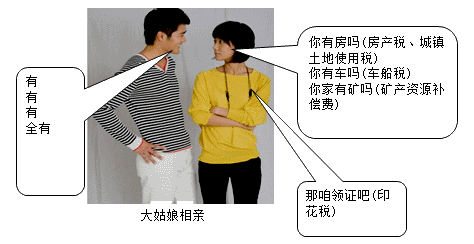 你有房吗(房产税、城镇
土地使用税)
你有车吗(车船税)
你家有矿吗(矿产资源补
偿费)
有
有
有
全有
那咱领证吧(印
花税)
大姑娘相亲